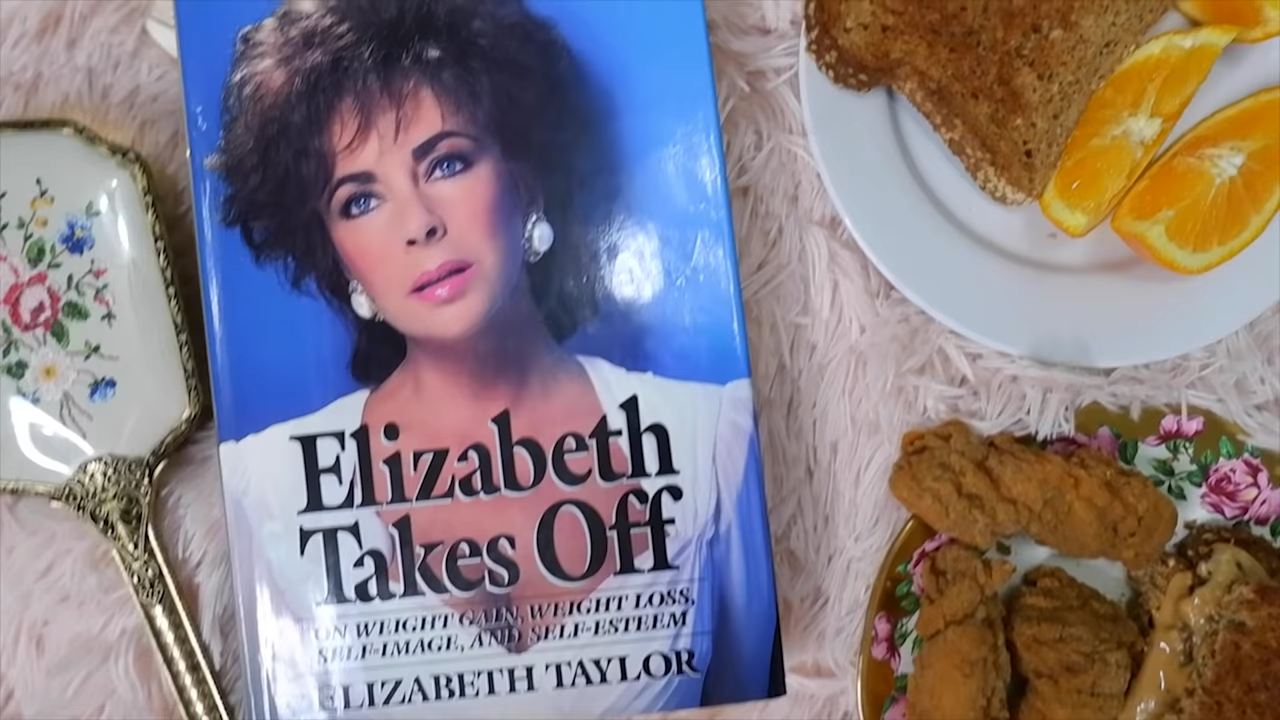 Elizabeth
Takes Off
ON WEIGHT GAIN, WEIGHT LOSS,
SELF-IMAGE, AND SELF-ESTEEM
ELIZABETH TAYLOR